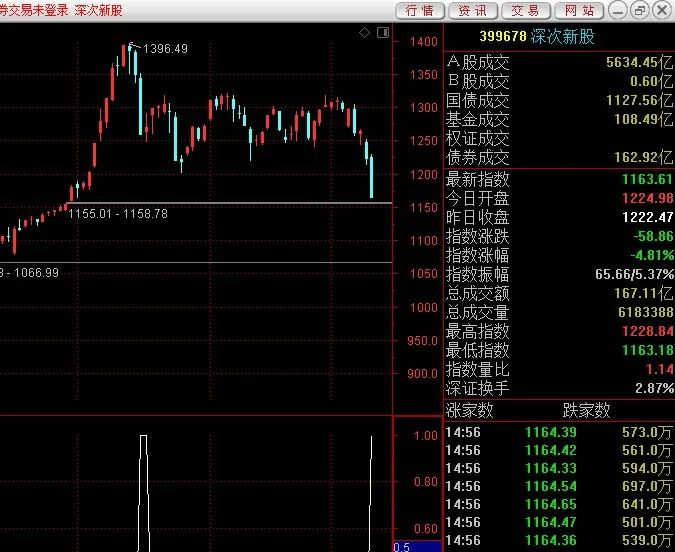 券交易未登录 深次新股
行情 资讯 交易 网站
1396.49
1155.01 - 1158.78
- 1066.99
1400
1350
1300
1250
1200
1150
1100
1050
1000
950.0
900.0
1.00
0.80
0.60
0.5
399678 深次新股
A股成交 5634.45亿
B股成交 0.60亿
国债成交 1127.56亿
基金成交 108.49亿
权证成交
债券成交 162.92亿
最新指数 1163.61
今日开盘 1224.98
昨日收盘 1222.47
指数涨跌 -58.86
指数涨幅 -4.81%
指数振幅 65.66/5.37%
总成交额 167.11亿
总成交量 6183388
最高指数 1228.84
最低指数 1163.18
指数量比 1.14
深证换手 2.87%
涨家数 跌家数
14:56 1164.39 573.0万
14:56 1164.42 561.0万
14:56 1164.33 594.0万
14:56 1164.54 697.0万
14:56 1164.65 641.0万
14:56 1164.47 501.0万
14:56 1164.36 539.0万